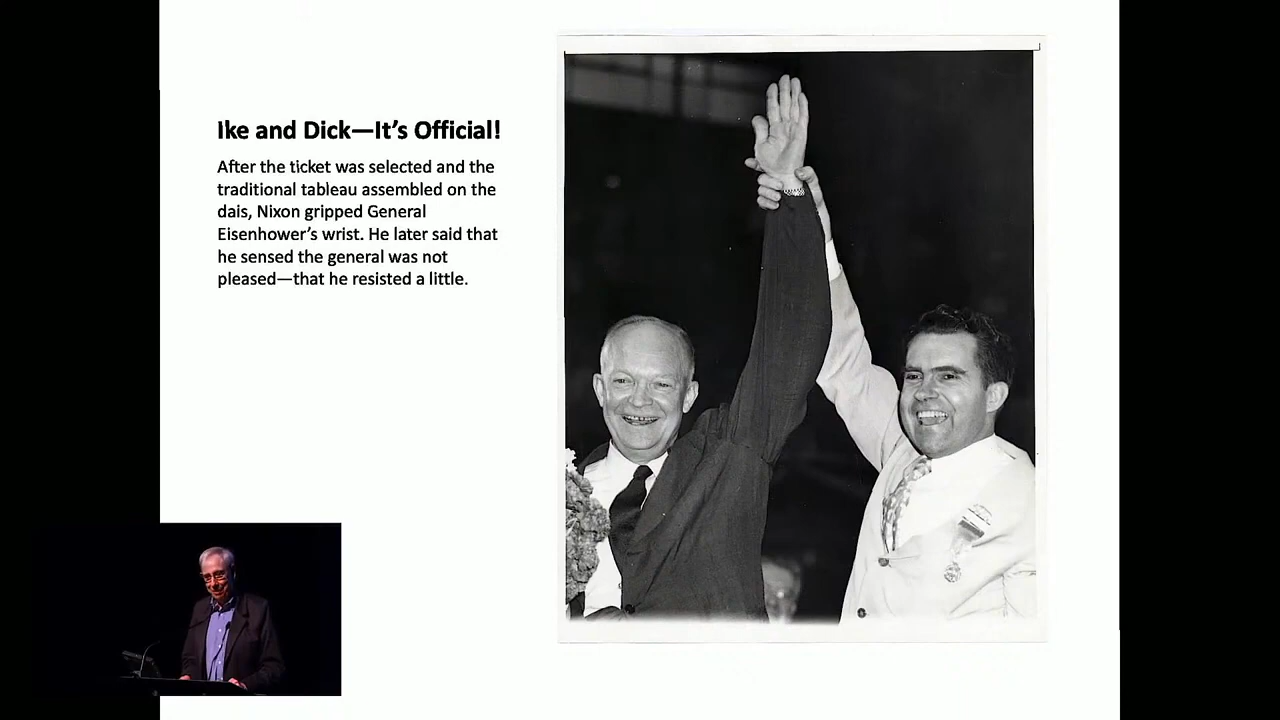 Ike and Dick—It's Official!
After the ticket was selected and the
traditional tableau assembled on the
dais, Nixon gripped General
Eisenhower's wrist. He later said that
he sensed the general was not
pleased—that he resisted a little.